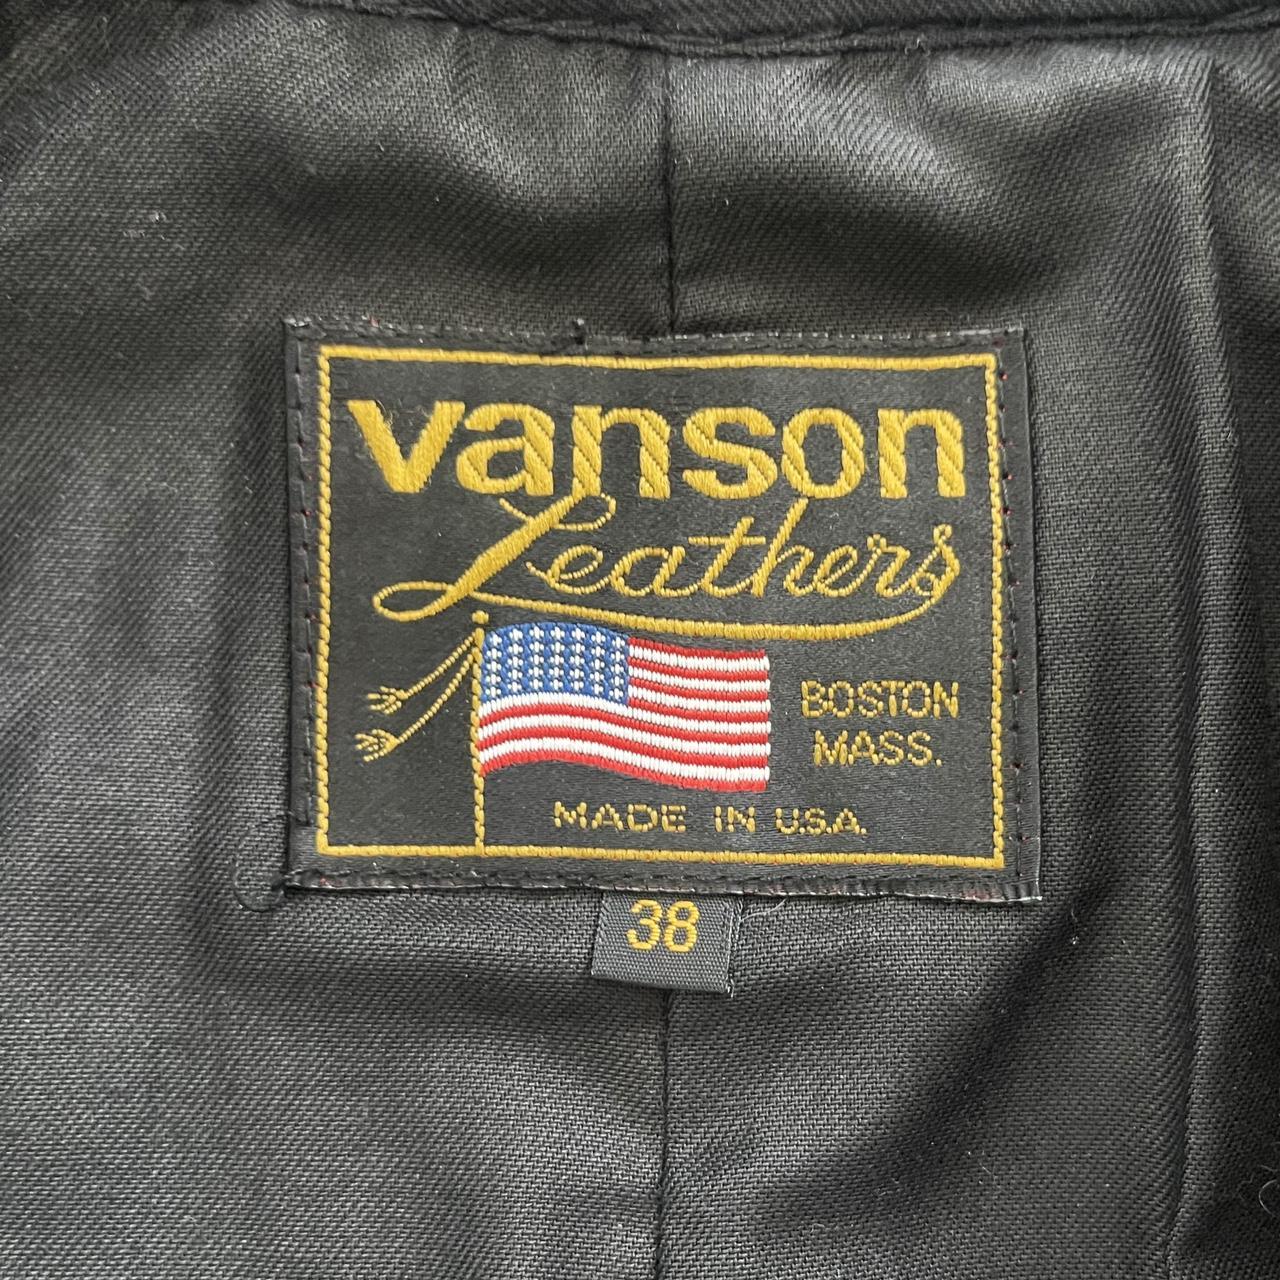 vanson
Leathers
BOSTON
MASS.
MADE IN U.S.A.
38